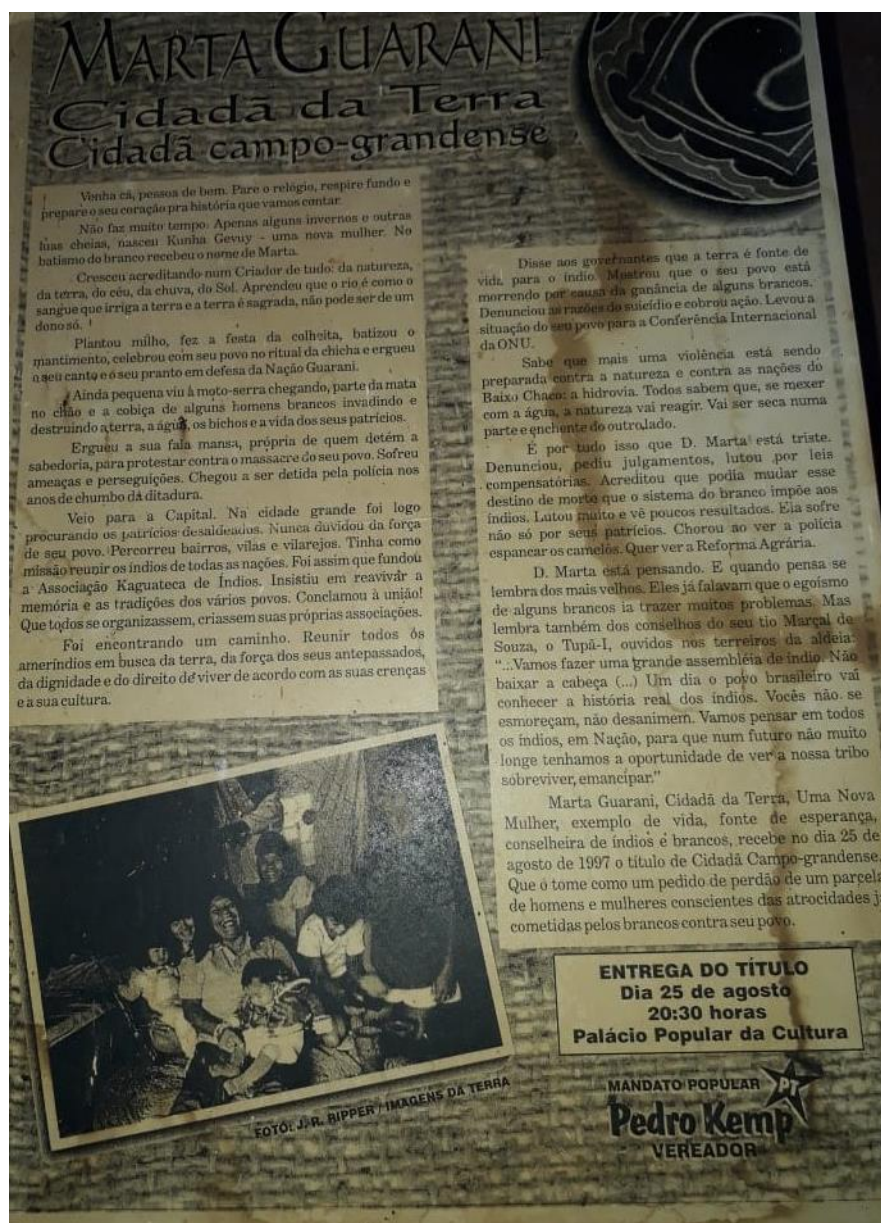 MARTA GUARANI
Cidadã da Terra
Cidadã campo-grandense
Venha cá, pessoa de bem. Pare o relógio, respire fundo e
prepare o seu coração pra história que vamos contar.
Não faz muito tempo. Apenas alguns invernos e outras
luas cheias, nasceu Kunha Gevuy - uma nova mulher. No
batismo do branco recebeu o nome de Marta.
Cresceu acreditando num Criador de tudo: da natureza,
da terra, do céu, da chuva, do Sol. Aprendeu que o rio é como o
sangue que irriga a terra e a terra é sagrada, não pode ser de um
dono só.
Plantou milho, fez a festa da colheita, batizou o
mantimento, celebrou com seu povo no ritual da chicha e ergueu
o seu canto e o seu pranto em defesa da Nação Guarani.
Ainda pequena viu a moto-serra chegando, parte da mata
no chão e a cobiça de alguns homens brancos invadindo e
destruindo a terra, a água, os bichos e a vida dos seus patrícios.
Ergueu a sua fala mansa, própria de quem detém a
sabedoria, para protestar contra o massacre do seu povo. Sofreu
ameaças e perseguições. Chegou a ser detida pela polícia nos
anos de chumbo da ditadura.
Veio para a Capital. Na cidade grande foi logo
procurando os patrícios desaldeados. Nunca duvidou da força
de seu povo. Percorreu bairros, vilas e vilarejos. Tinha como
missão reunir os índios de todas as nações. Foi assim que fundou
a Associação Kaguateca de Índios. Insistiu em reavivar a
memória e as tradições dos vários povos. Conclamou à união!
Que todos se organizassem, criassem suas próprias associações.
Foi encontrando um caminho. Reunir todos os
ameríndios em busca da terra, da força dos seus antepassados,
da dignidade e do direito de viver de acordo com as suas crenças
e a sua cultura.
Disse aos governantes que a terra é fonte de
vida para o índio. Mostrou que o seu povo está
morrendo por causa da ganância de alguns brancos.
Denunciou as razões do suicídio e cobrou ação. Levou a
situação do seu povo para a Conferência Internacional
da ONU.
Sabe que mais uma violência está sendo
preparada contra a natureza e contra as nações do
Baixo Chaco: a hidrovia. Todos sabem que, se mexer
com a água, a natureza vai reagir. Vai ser seca numa
parte e enchente do outro lado.
É por tudo isso que D. Marta está triste.
Denunciou, pediu julgamentos, lutou por leis
compensatórias. Acreditou que podia mudar esse
destino de morte que o sistema do branco impõe aos
índios. Lutou muito e vê poucos resultados. Ela sofre
não só por seus patrícios. Chorou ao ver a polícia
espancar os camelôs. Quer ver a Reforma Agrária.
D. Marta está pensando. E quando pensa se
lembra dos mais velhos. Eles já falavam que o egoísmo
de alguns brancos ia trazer muitos problemas. Mas
lembra também dos conselhos do seu tio Marçal de
Souza, o Tupã-I, ouvidos nos terreiros da aldeia:
"...Vamos fazer uma grande assembléia de índio. Não
baixar a cabeça (...) Um dia o povo brasileiro vai
conhecer a história real dos índios. Vocês não se
esmoreçam, não desanimem. Vamos pensar em todos
os índios, em Nação, para que num futuro não muito
longe tenhamos a oportunidade de ver a nossa tribo
sobreviver, emancipar."
Marta Guarani, Cidadã da Terra, Uma Nova
Mulher, exemplo de vida, fonte de esperança,
conselheira de índios e brancos, recebe no dia 25 de
agosto de 1997 o título de Cidadã Campo-grandense.
Que o tome como um pedido de perdão de um parcela
de homens e mulheres conscientes das atrocidades j
cometidas pelos brancos contra seu povo.
FOTO: J. R. RIPPER / IMAGENS DA TERRA
ENTREGA DO TÍTULO
Dia 25 de agosto
20:30 horas
Palácio Popular da Cultura
MANDATO POPULAR PT
Pedro Kemp
VEREADOR